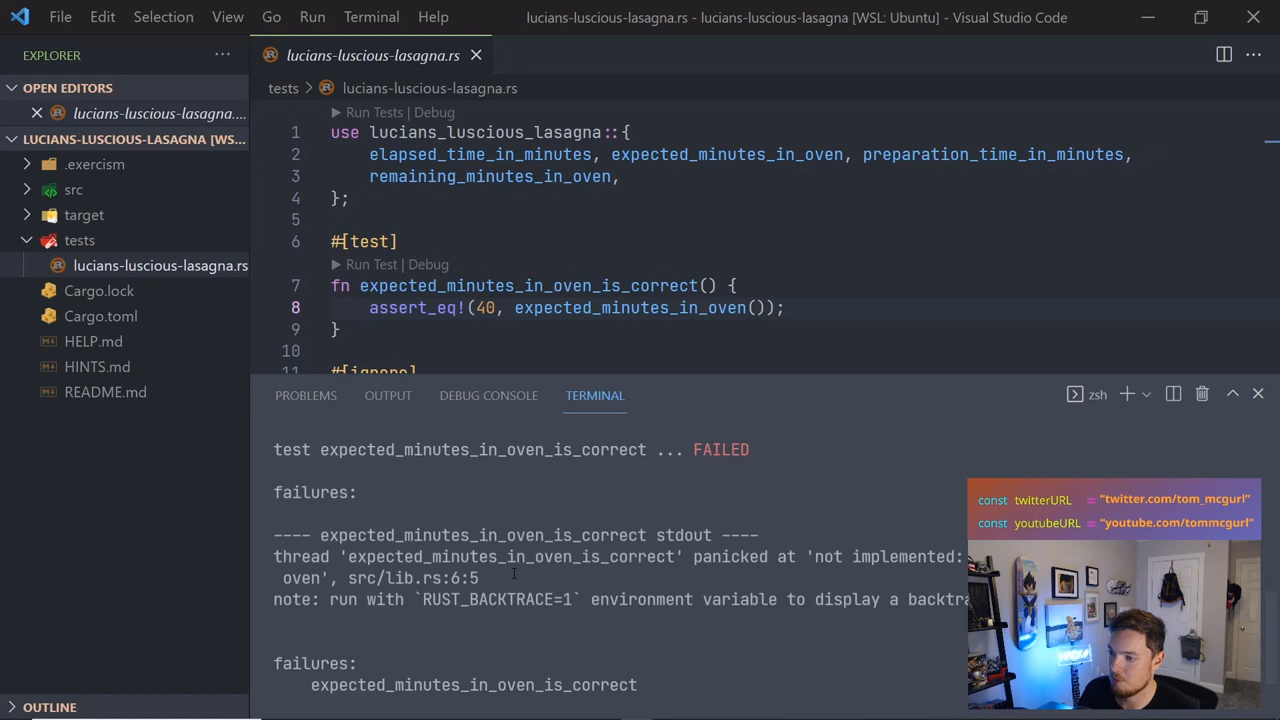 File Edit Selection View Go Run Terminal Help
lucians-luscious-lasagna.rs - lucians-luscious-lasagna [WSL: Ubuntu] - Visual Studio Code
EXPLORER
OPEN EDITORS
lucians-luscious-lasagna....
LUCIANS-LUSCIOUS-LASAGNA [WS...
.exercism
src
target
tests
lucians-luscious-lasagna.rs
Cargo.lock
Cargo.toml
HELP.md
HINTS.md
README.md
OUTLINE
lucians-luscious-lasagna.rs
tests > lucians-luscious-lasagna.rs
Run Tests | Debug
1 use lucians_luscious_lasagna::{
2 elapsed_time_in_minutes, expected_minutes_in_oven, preparation_time_in_minutes,
3 remaining_minutes_in_oven,
4 };
5
6 #[test]
Run Test | Debug
7 fn expected_minutes_in_oven_is_correct() {
8 assert_eq!(40, expected_minutes_in_oven());
9 }
10
11 #[ignore]
PROBLEMS OUTPUT DEBUG CONSOLE TERMINAL
zsh
test expected_minutes_in_oven_is_correct ... FAILED
failures:
---- expected_minutes_in_oven_is_correct stdout ----
thread 'expected_minutes_in_oven_is_correct' panicked at 'not implemented:
oven', src/lib.rs:6:5
note: run with `RUST_BACKTRACE=1` environment variable to display a backtra
failures:
expected_minutes_in_oven_is_correct
const twitterURL = "twitter.com/tom_mcgurl"
const youtubeURL = "youtube.com/tommcgurl"